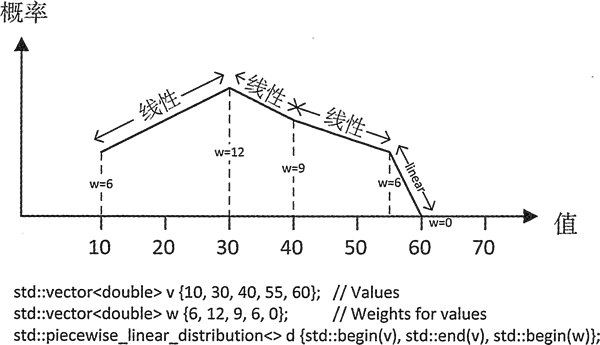 概率
线性
线性
线性
linear
w=6
w=12
w=9
w=6
w=0
10 20 30 40 50 60 70
值
std::vector<double> v {10, 30, 40, 55, 60}; // Values
std::vector<double> w {6, 12, 9, 6, 0}; // Weights for values
std::piecewise_linear_distribution<> d {std::begin(v), std::end(v), std::begin(w)};